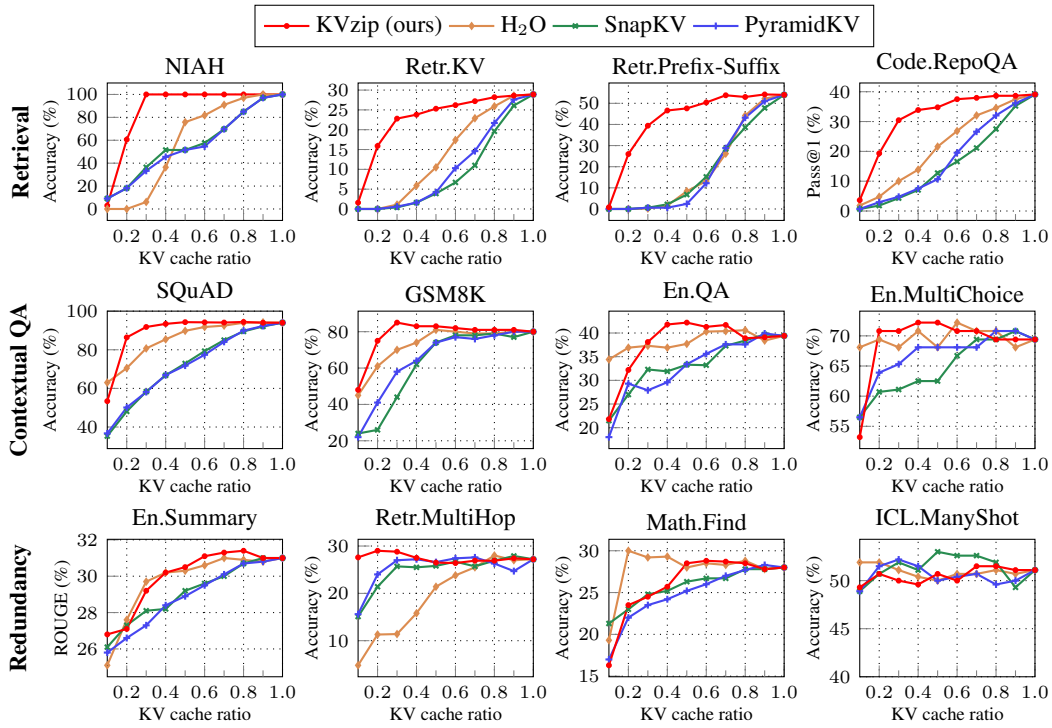 KVzip (ours) H₂O SnapKV PyramidKV
Retrieval
NIAH
Accuracy (%)
100
80
60
40
20
0
0.2 0.4 0.6 0.8 1.0
KV cache ratio
Retr.KV
Accuracy (%)
30
25
20
15
10
5
0
0.2 0.4 0.6 0.8 1.0
KV cache ratio
Retr.Prefix-Suffix
Accuracy (%)
50
40
30
20
10
0
0.2 0.4 0.6 0.8 1.0
KV cache ratio
Code.RepoQA
Pass@1 (%)
40
30
20
10
0
0.2 0.4 0.6 0.8 1.0
KV cache ratio
Contextual QA
SQuAD
Accuracy (%)
100
80
60
40
0.2 0.4 0.6 0.8 1.0
KV cache ratio
GSM8K
Accuracy (%)
80
60
40
20
0.2 0.4 0.6 0.8 1.0
KV cache ratio
En.QA
Accuracy (%)
40
35
30
25
20
0.2 0.4 0.6 0.8 1.0
KV cache ratio
En.MultiChoice
Accuracy (%)
70
65
60
55
0.2 0.4 0.6 0.8 1.0
KV cache ratio
Redundancy
En.Summary
ROUGE (%)
32
30
28
26
0.2 0.4 0.6 0.8 1.0
KV cache ratio
Retr.MultiHop
Accuracy (%)
30
20
10
0.2 0.4 0.6 0.8 1.0
KV cache ratio
Math.Find
Accuracy (%)
30
25
20
15
0.2 0.4 0.6 0.8 1.0
KV cache ratio
ICL.ManyShot
Accuracy (%)
50
40
0.2 0.4 0.6 0.8 1.0
KV cache ratio